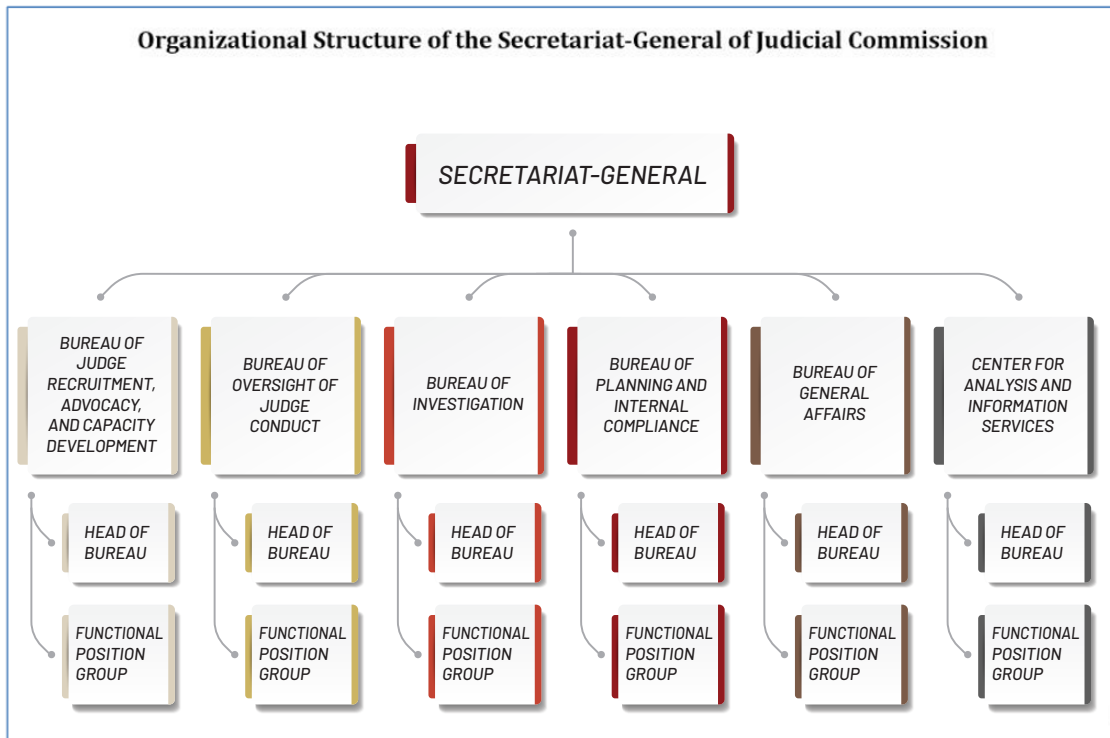 Organizational Structure of the Secretariat-General of Judicial Commission
SECRETARIAT-GENERAL
BUREAU OF
JUDGE
RECRUITMENT,
ADVOCACY,
AND CAPACITY
DEVELOPMENT
BUREAU OF
OVERSIGHT OF
JUDGE
CONDUCT
BUREAU OF
INVESTIGATION
BUREAU OF
PLANNING AND
INTERNAL
COMPLIANCE
BUREAU OF
GENERAL
AFFAIRS
CENTER FOR
ANALYSIS AND
INFORMATION
SERVICES
HEAD OF
BUREAU
HEAD OF
BUREAU
HEAD OF
BUREAU
HEAD OF
BUREAU
HEAD OF
BUREAU
HEAD OF
BUREAU
FUNCTIONAL
POSITION
GROUP
FUNCTIONAL
POSITION
GROUP
FUNCTIONAL
POSITION
GROUP
FUNCTIONAL
POSITION
GROUP
FUNCTIONAL
POSITION
GROUP
FUNCTIONAL
POSITION
GROUP